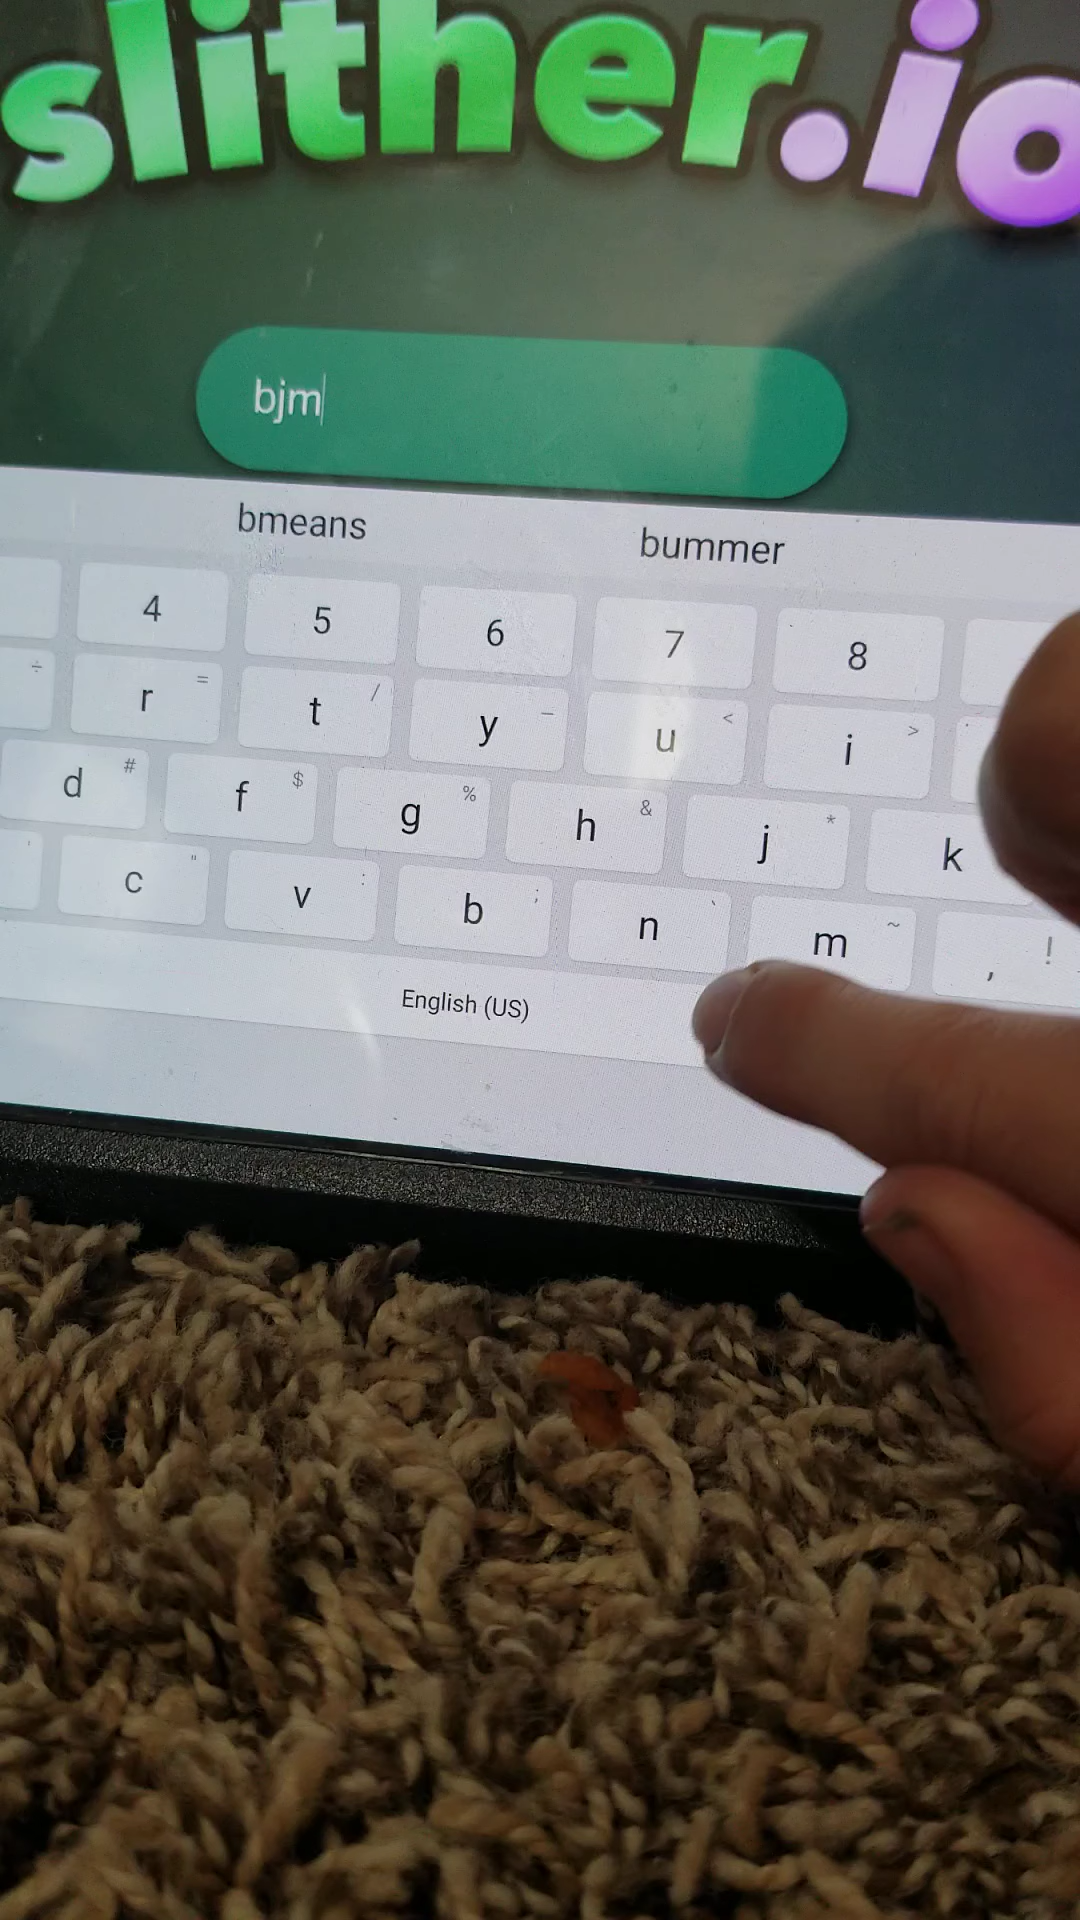 slither.io
bjm
bmeans bummer
4 5 6 7 8
÷ r = t / y – u < i >
d # f $ g % h & j * k
' c " v : b ; n ` m ~ , !
English (US)